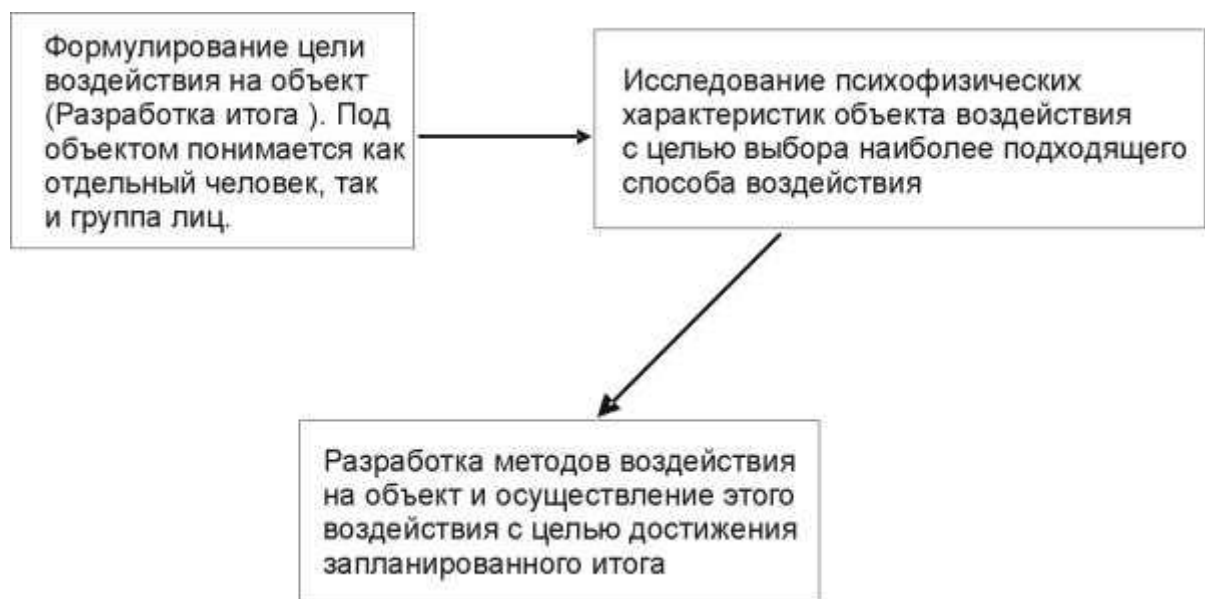 Формулирование цели
воздействия на объект
(Разработка итога ). Под
объектом понимается как
отдельный человек, так
и группа лиц.
Исследование психофизических
характеристик объекта воздействия
с целью выбора наиболее подходящего
способа воздействия
Разработка методов воздействия
на объект и осуществление этого
воздействия с целью достижения
запланированного итога